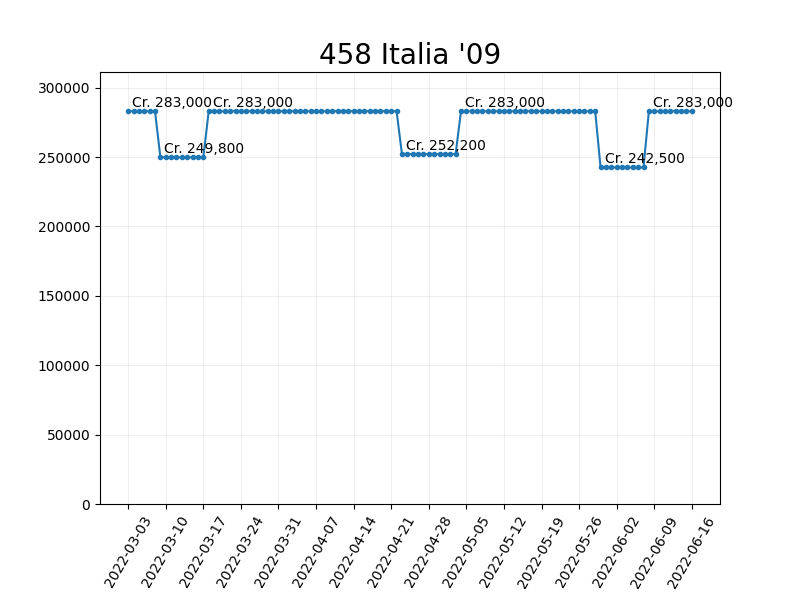 458 Italia '09
300000
250000
200000
150000
100000
50000
0
Cr. 283,000
Cr. 249,800
Cr. 283,000
Cr. 252,200
Cr. 283,000
Cr. 242,500
Cr. 283,000
2022-03-03
2022-03-10
2022-03-17
2022-03-24
2022-03-31
2022-04-07
2022-04-14
2022-04-21
2022-04-28
2022-05-05
2022-05-12
2022-05-19
2022-05-26
2022-06-02
2022-06-09
2022-06-16